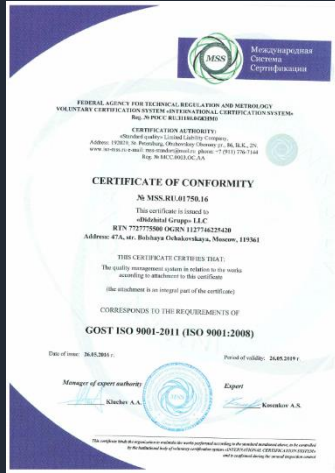 MSS
Международная
Система
Сертификации
FEDERAL AGENCY FOR TECHNICAL REGULATION AND METROLOGY
VOLUNTARY CERTIFICATION SYSTEM «INTERNATIONAL CERTIFICATION SYSTEM»
CERTIFICATION AUTHORITY:
«Standard quality» Limited Liability Company,
CERTIFICATE OF CONFORMITY
№ MSS.RU.01750.16
This certificate is issued to
«Didzhital Grupp» LLC
RTN 7727775500 OGRN 1127746225420
Address: 47A, str. Bolshaya Ochakovskaya, Moscow, 119361
THIS CERTIFICATE CERTIFIES THAT:
The quality management system in relation to the works
according to attachment to this certificate
(the attachment is an integral part of the certificate)
CORRESPONDS TO THE REQUIREMENTS OF
GOST ISO 9001-2011 (ISO 9001:2008)
Date of issue: 26.05.2016 г.
Period of validity: 26.05.2019 г.
Manager of expert authority
Expert
Kluchev A.A.
Kosenkov A.S.